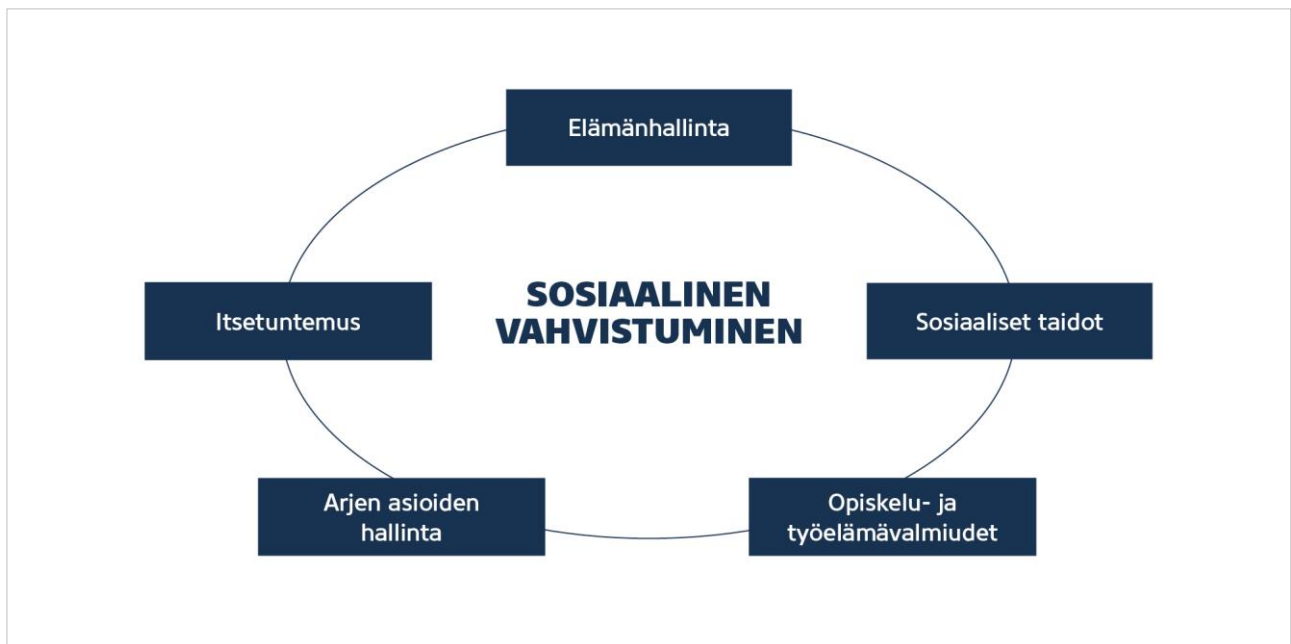 Elämänhallinta
SOSIAALINEN
VAHVISTUMINEN
Itsetuntemus
Sosiaaliset taidot
Arjen asioiden
hallinta
Opiskelu- ja
työelämävalmiudet